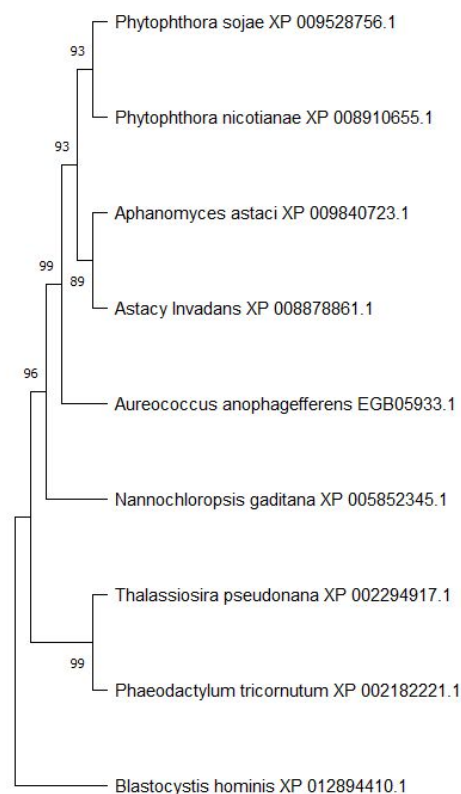 Phytophthora sojae XP 009528756.1
93
Phytophthora nicotianae XP 008910655.1
93
Aphanomyces astaci XP 009840723.1
99
89
Astacy Invadans XP 008878861.1
96
Aureococcus anophagefferens EGB05933.1
Nannochloropsis gaditana XP 005852345.1
Thalassiosira pseudonana XP 002294917.1
99
Phaeodactylum tricornutum XP 002182221.1
Blastocystis hominis XP 012894410.1